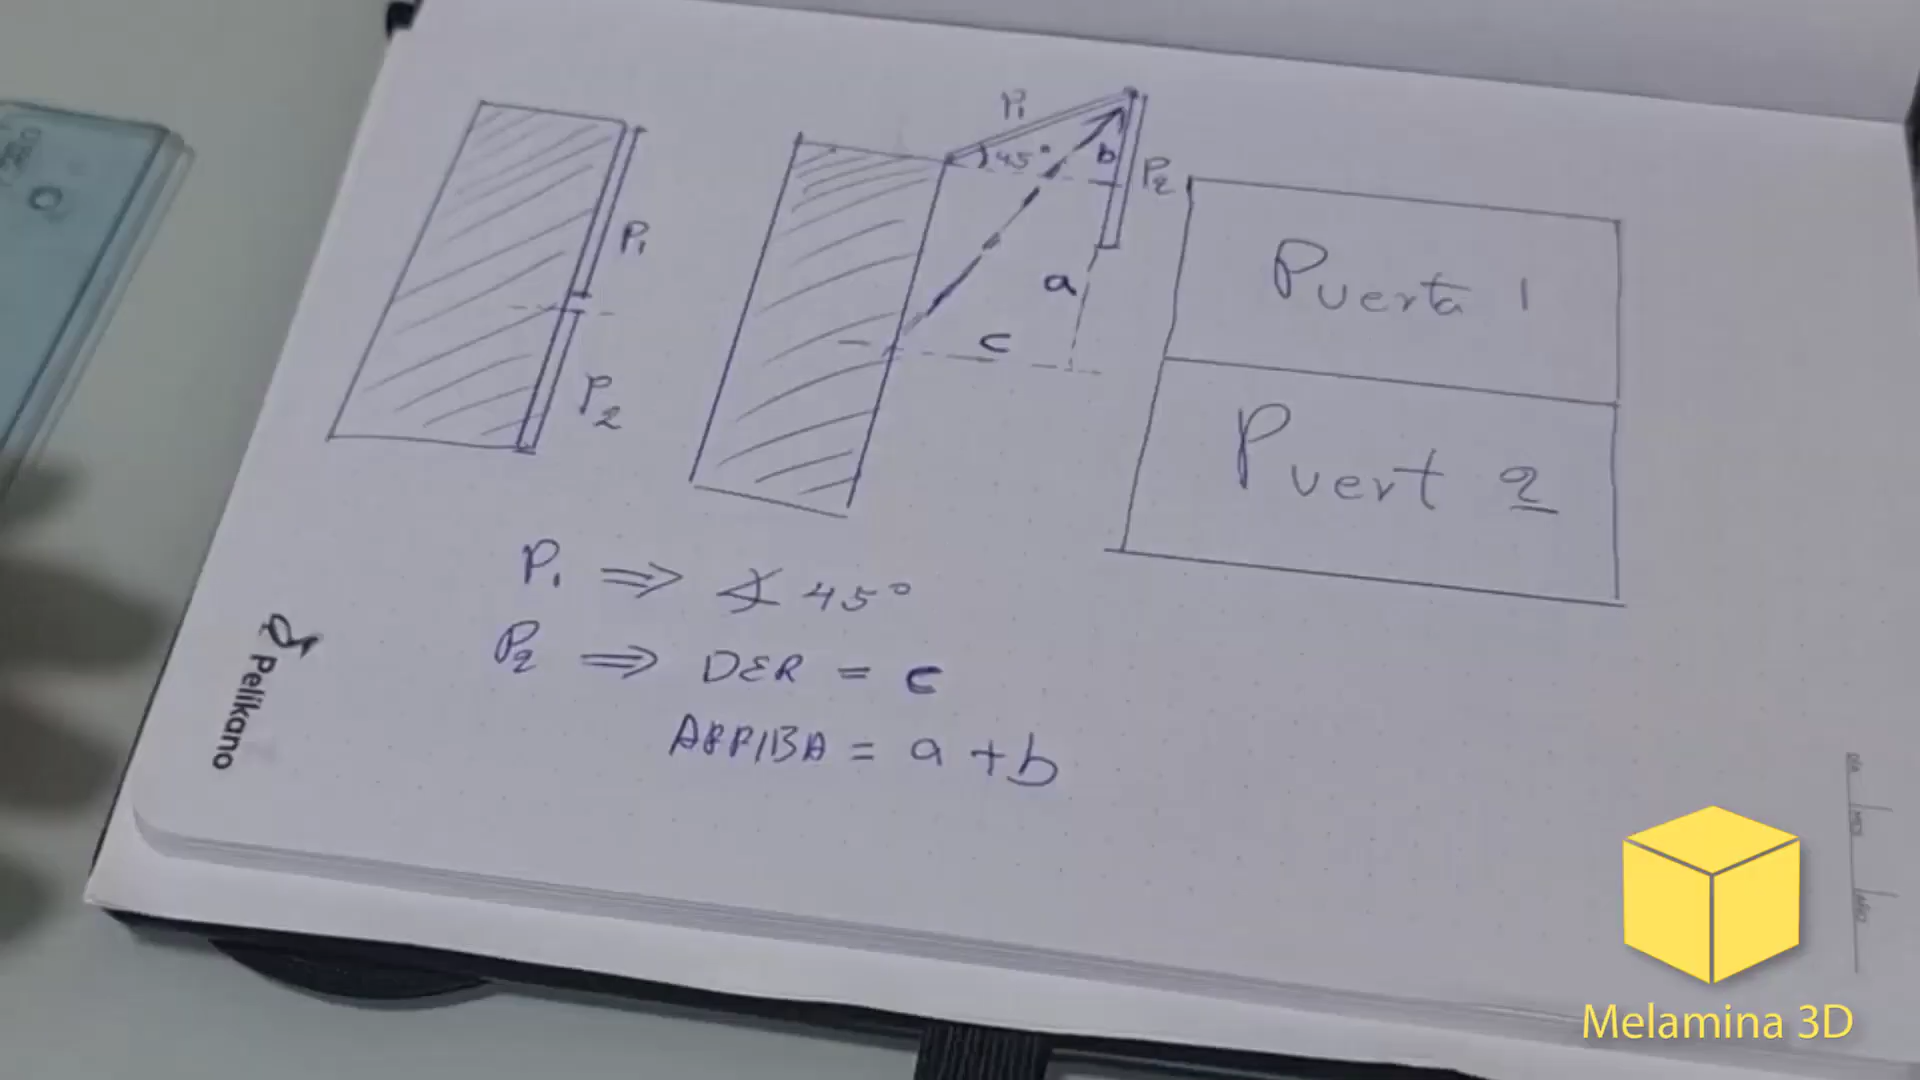 P1
P2
P1
45°
b
P2
a
c
Puerta 1
Puert 2
P1 ⇒ ∡ 45°
P2 ⇒ DER = c
ARRIBA = a + b
Pelikano
Melamina 3D